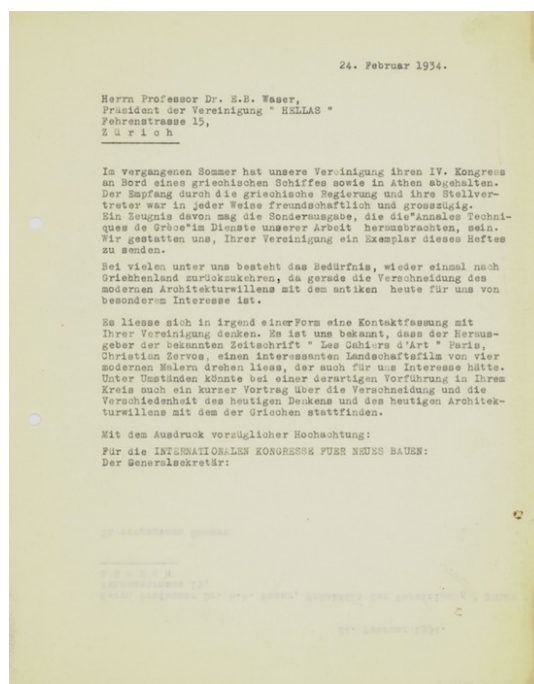 24. Februar 1934.
Herrn Professor Dr. E.B. Waser,
Präsident der Vereinigung " HELLAS "
Fehrenstrasse 15,
Z ü r i c h
Im vergangenen Sommer hat unsere Vereinigung ihren IV. Kongress
an Bord eines griechischen Schiffes sowie in Athen abgehalten.
Der Empfang durch die griechische Regierung und ihre Stellver-
treter war in jeder Weise freundschaftlich und grosszügig.
Ein Zeugnis davon mag die Sonderausgabe, die die"Annales Techni-
ques de Grèce"im Dienste unserer Arbeit herausbrachten, sein.
Wir gestatten uns, Ihrer Vereinigung ein Exemplar dieses Heftes
zu senden.
Bei vielen unter uns besteht das Bedürfnis, wieder einmal nach
Griebhenland zurückzukehren, da gerade die Verschneidung des
modernen Architekturwillens mit dem antiken heute für uns von
besonderem Interesse ist.
Es liesse sich in irgend einerForm eine Kontaktfassung mit
Ihrer Vereinigung denken. Es ist uns bekannt, dass der Heraus-
geber der bekannten Zeitschrift " Les Cahiers d'Art " Paris,
Christian Zervos, einen interessanten Landschaftsfilm von vier
modernen Malern drehen liess, der auch für uns Interesse hätte.
Unter Umständen könnte bei einer derartigen Vorführung in Ihrem
Kreis auch ein kurzer Vortrag über die Verschneidung und die
Verschiedenheit des heutigen Denkens und des heutigen Architek-
turwillens mit dem der Griechen stattfinden.
Mit dem Ausdruck vorzüglicher Hochachtung:
Für die INTERNATIONALEN KONGRESSE FUER NEUES BAUEN:
Der Generalsekretär: